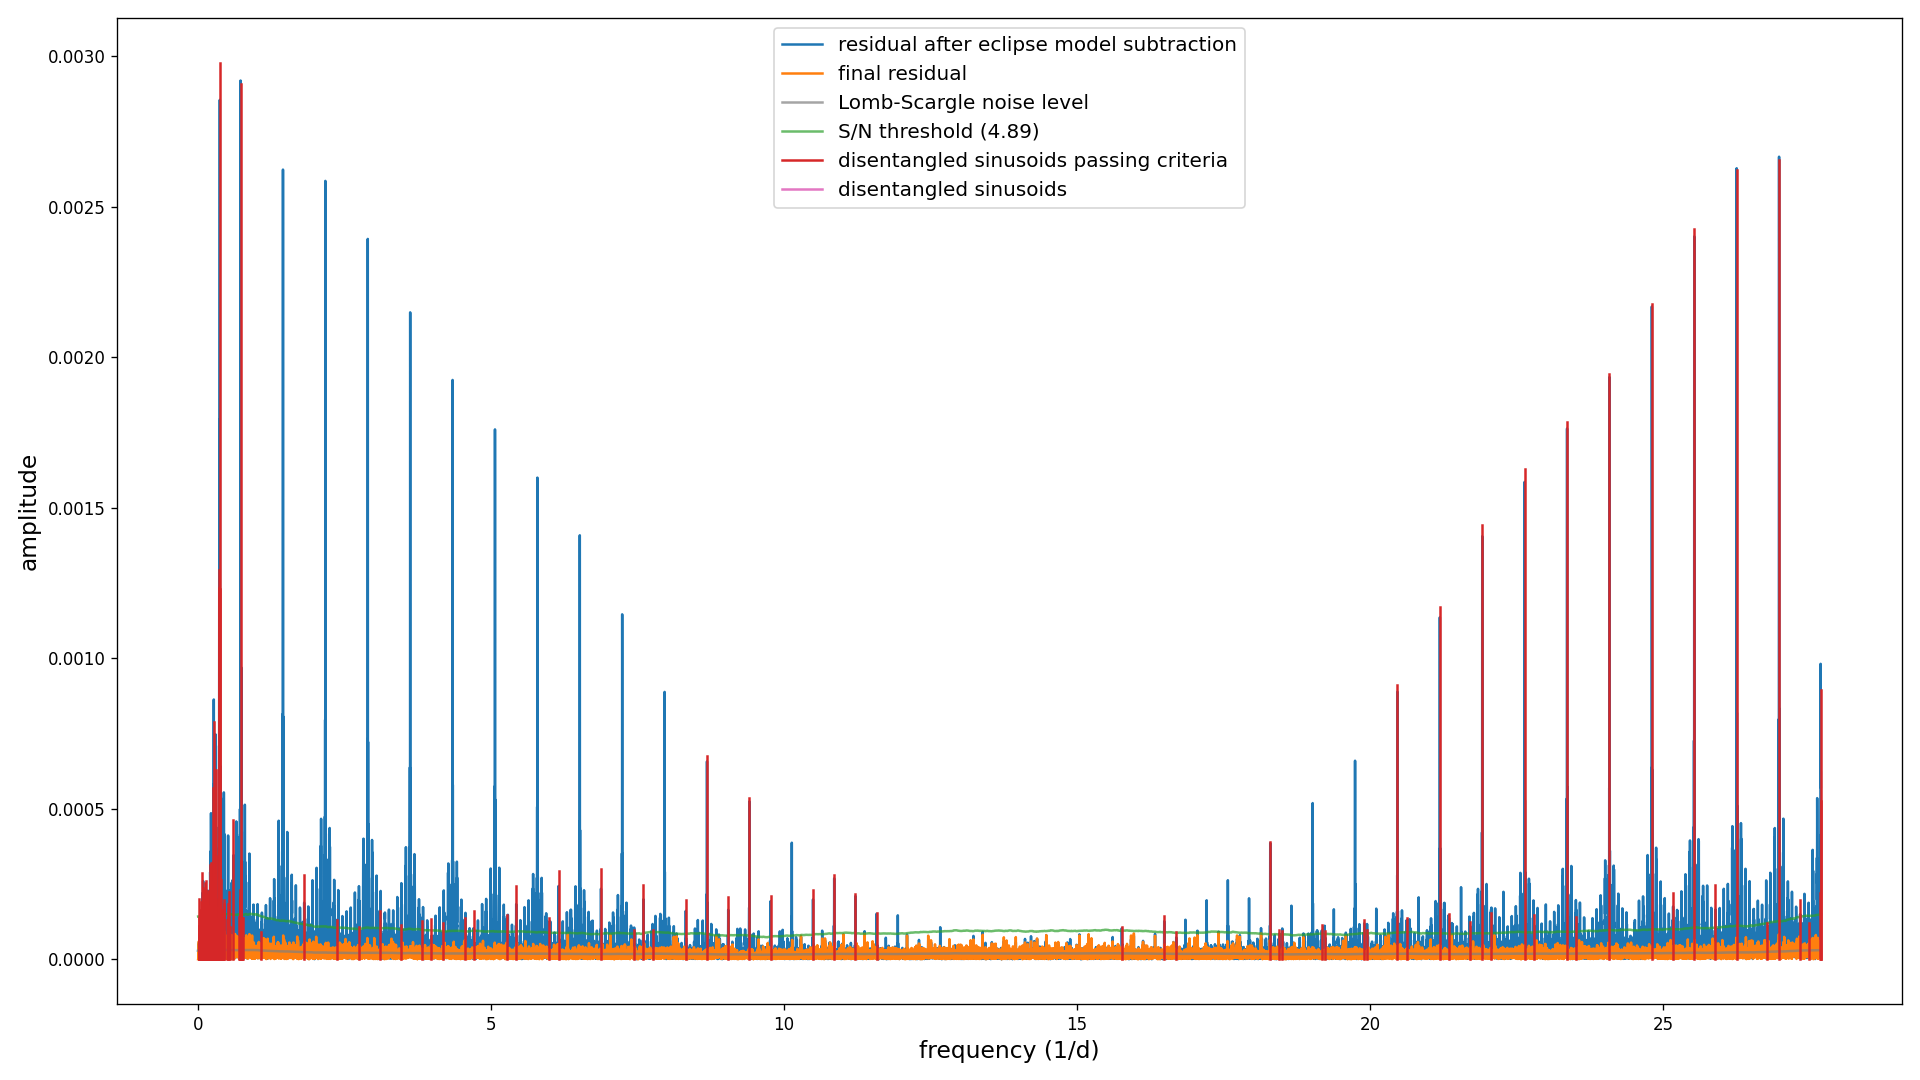 residual after eclipse model subtraction
final residual
Lomb-Scargle noise level
S/N threshold (4.89)
disentangled sinusoids passing criteria
disentangled sinusoids
0.0030
0.0025
0.0020
0.0015
0.0010
0.0005
0.0000
amplitude
0 5 10 15 20 25
frequency (1/d)